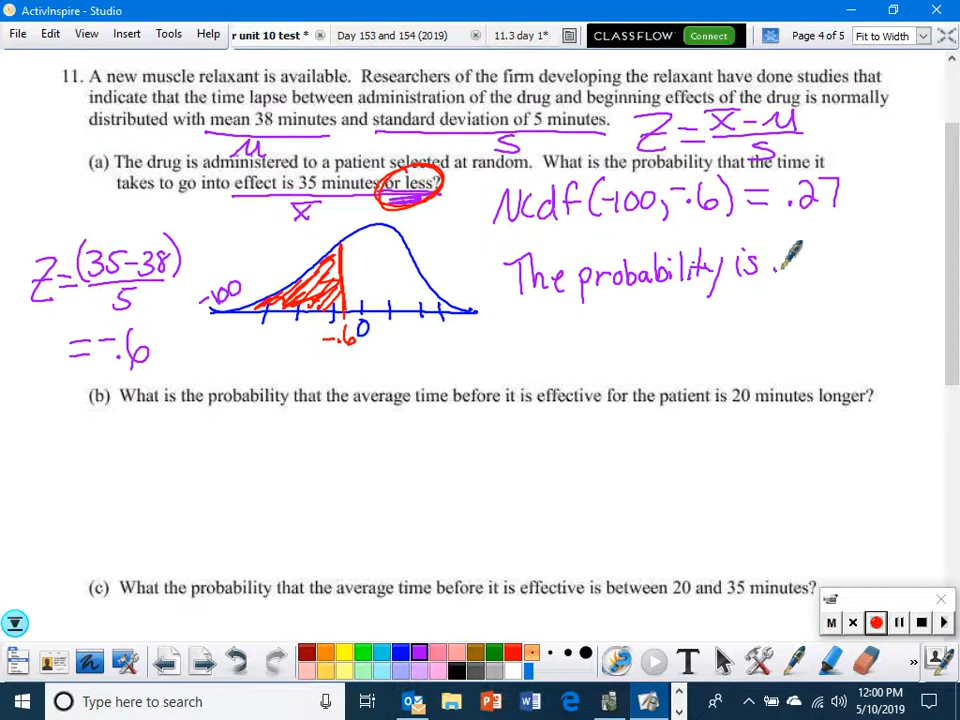 ActivInspire - Studio
File Edit View Insert Tools Help
r unit 10 test * Day 153 and 154 (2019) 11.3 day 1* CLASSFLOW Connect Page 4 of 5 Fit to Width
11. A new muscle relaxant is available. Researchers of the firm developing the relaxant have done studies that
indicate that the time lapse between administration of the drug and beginning effects of the drug is normally
distributed with mean 38 minutes and standard deviation of 5 minutes.
μ s Z = x̄ - μ / s
(a) The drug is administered to a patient selected at random. What is the probability that the time it
takes to go into effect is 35 minutes or less?
x̄
Ncdf(-100, -.6) = .27
Z = (35-38) / 5
= -.6
-100
-.6 0
The probability is .
(b) What is the probability that the average time before it is effective for the patient is 20 minutes longer?
(c) What the probability that the average time before it is effective is between 20 and 35 minutes?
M
T
Type here to search
12:00 PM
5/10/2019